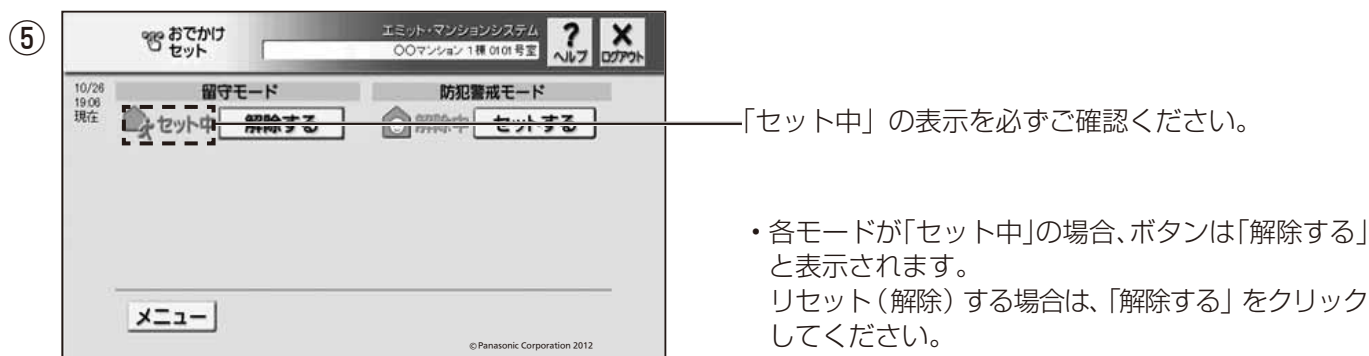 ⑤
おでかけ
セット
エミット・マンションシステム
○○マンション 1棟 0101号室
?
ヘルプ
×
ログアウト
10/26
19:06
現在
留守モード
防犯警戒モード
セット中
解除する
解除中
セットする
メニュー
© Panasonic Corporation 2012
「セット中」の表示を必ずご確認ください。
・各モードが「セット中」の場合、ボタンは「解除する」
と表示されます。
リセット（解除）する場合は、「解除する」をクリック
してください。